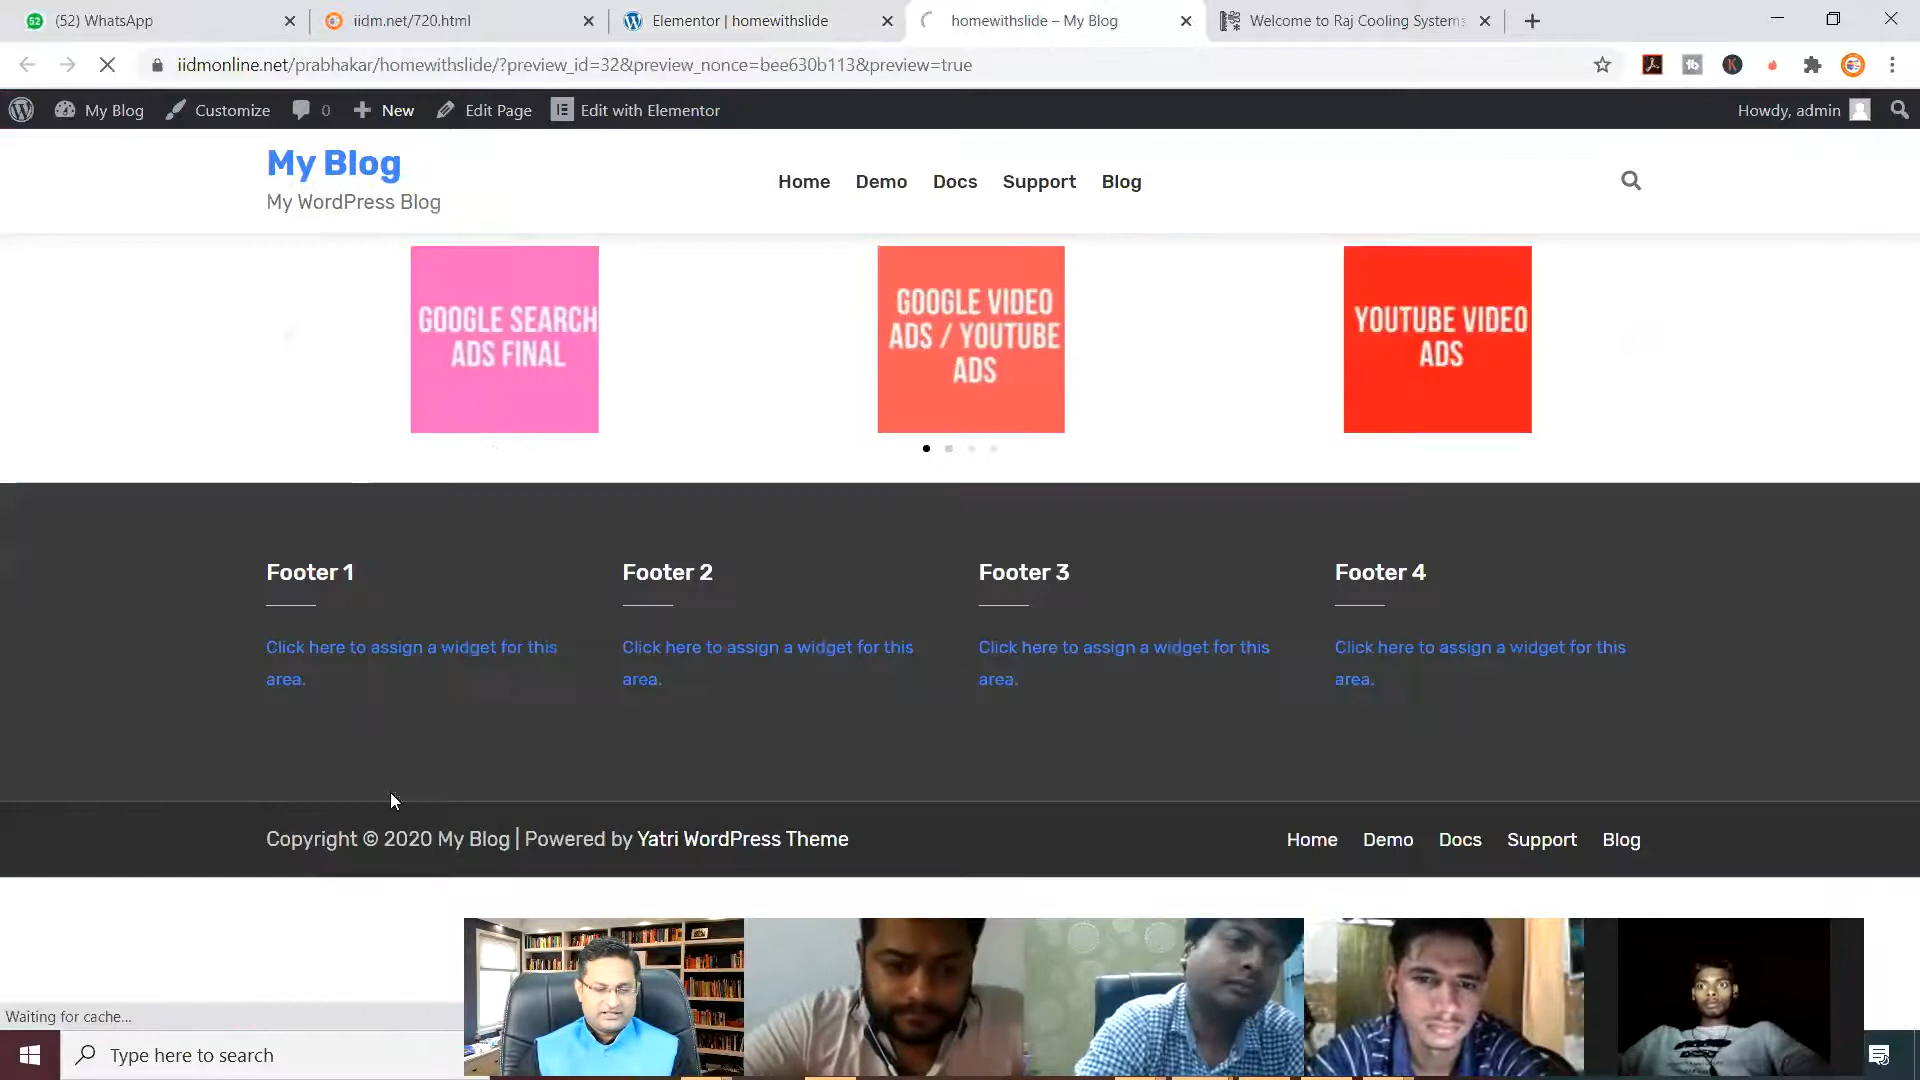 (52) WhatsApp
iidm.net/720.html
Elementor | homewithslide
homewithslide – My Blog
Welcome to Raj Cooling Systems
iidmonline.net/prabhakar/homewithslide/?preview_id=32&preview_nonce=bee630b113&preview=true
My Blog
Customize
0
New
Edit Page
Edit with Elementor
Howdy, admin
My Blog
My WordPress Blog
Home
Demo
Docs
Support
Blog
GOOGLE SEARCH
ADS FINAL
GOOGLE VIDEO
ADS / YOUTUBE
ADS
YOUTUBE VIDEO
ADS
Footer 1
Click here to assign a widget for this
area.
Footer 2
Click here to assign a widget for this
area.
Footer 3
Click here to assign a widget for this
area.
Footer 4
Click here to assign a widget for this
area.
Copyright © 2020 My Blog | Powered by Yatri WordPress Theme
Home
Demo
Docs
Support
Blog
Waiting for cache...
Type here to search